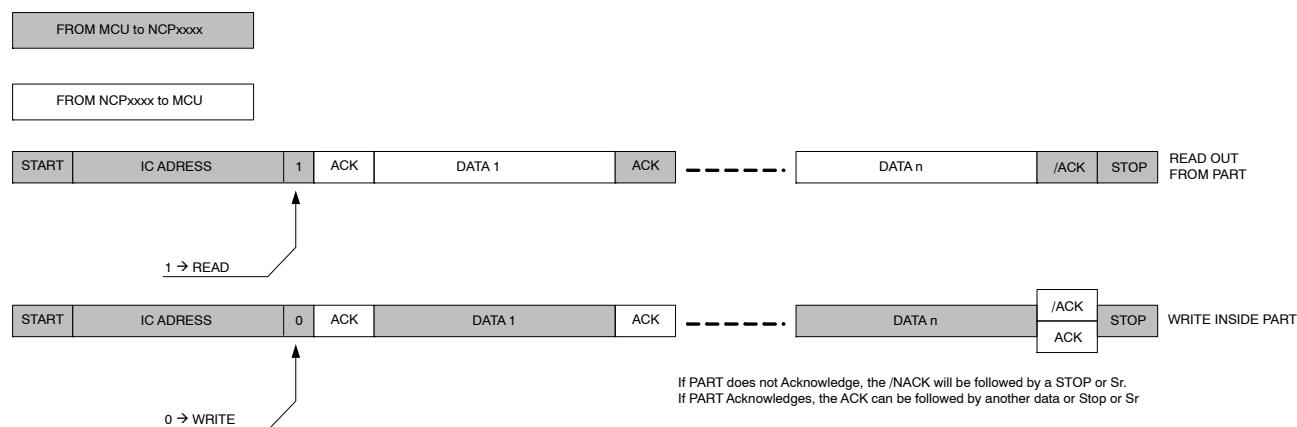 FROM MCU to NCPxxxx
FROM NCPxxxx to MCU
START IC ADRESS 1 ACK DATA 1 ACK DATA n /ACK STOP READ OUT
FROM PART
1 → READ
START IC ADRESS 0 ACK DATA 1 ACK DATA n /ACK STOP WRITE INSIDE PART
ACK
If PART does not Acknowledge, the /NACK will be followed by a STOP or Sr.
If PART Acknowledges, the ACK can be followed by another data or Stop or Sr
0 → WRITE